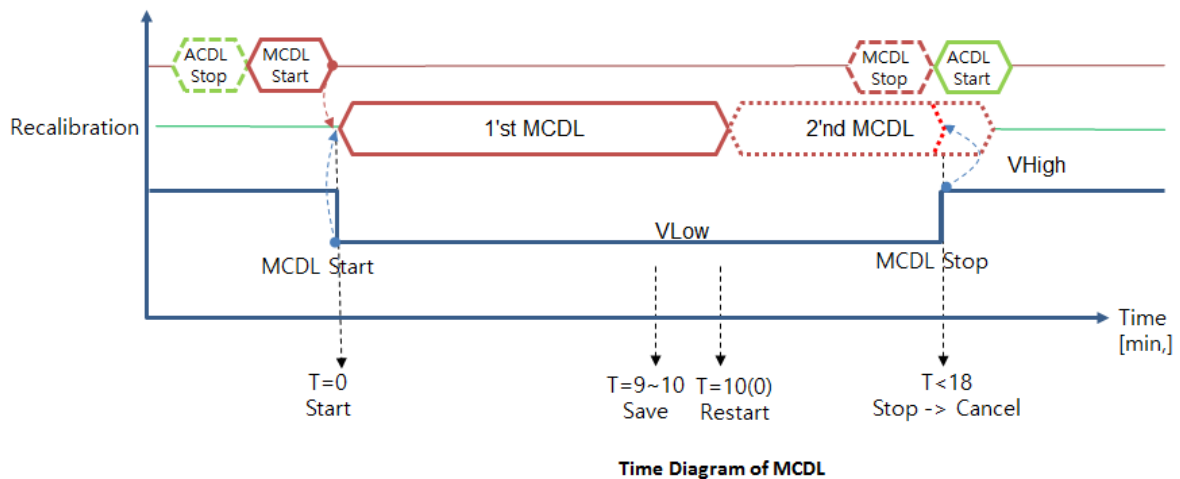 ACDL
Stop
MCDL
Start
MCDL
Stop
ACDL
Start
Recalibration
1'st MCDL
2'nd MCDL
VHigh
VLow
MCDL Start
MCDL Stop
Time
[min,]
T=0
Start
T=9~10
Save
T=10(0)
Restart
T<18
Stop -> Cancel
Time Diagram of MCDL